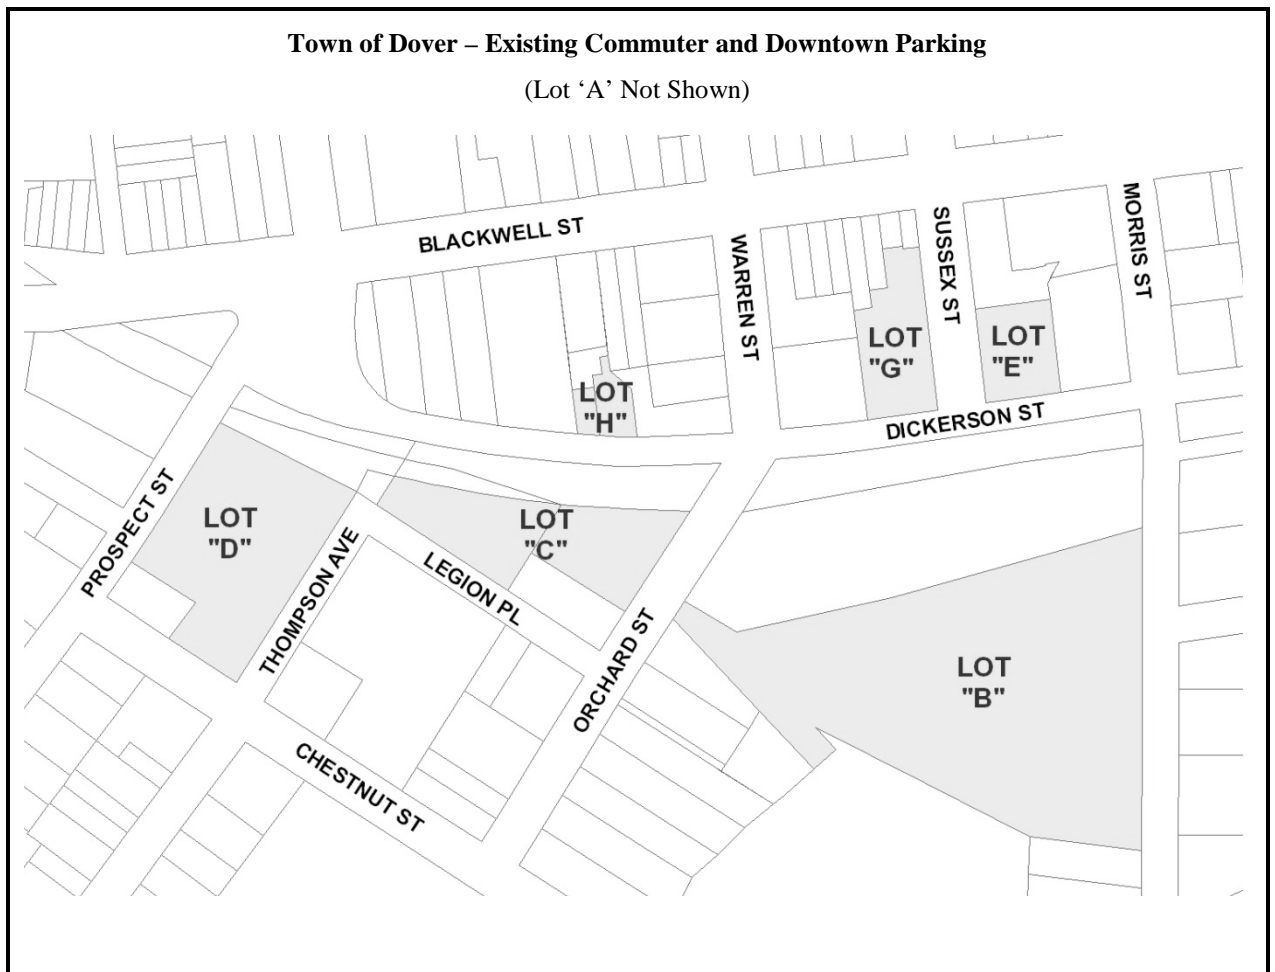 Town of Dover – Existing Commuter and Downtown Parking
(Lot ‘A’ Not Shown)
BLACKWELL ST
WARREN ST
SUSSEX ST
MORRIS ST
LOT
"G"
LOT
"E"
LOT
"H"
DICKERSON ST
PROSPECT ST
LOT
"D"
THOMPSON AVE
LOT
"C"
LEGION PL
ORCHARD ST
LOT
"B"
CHESTNUT ST